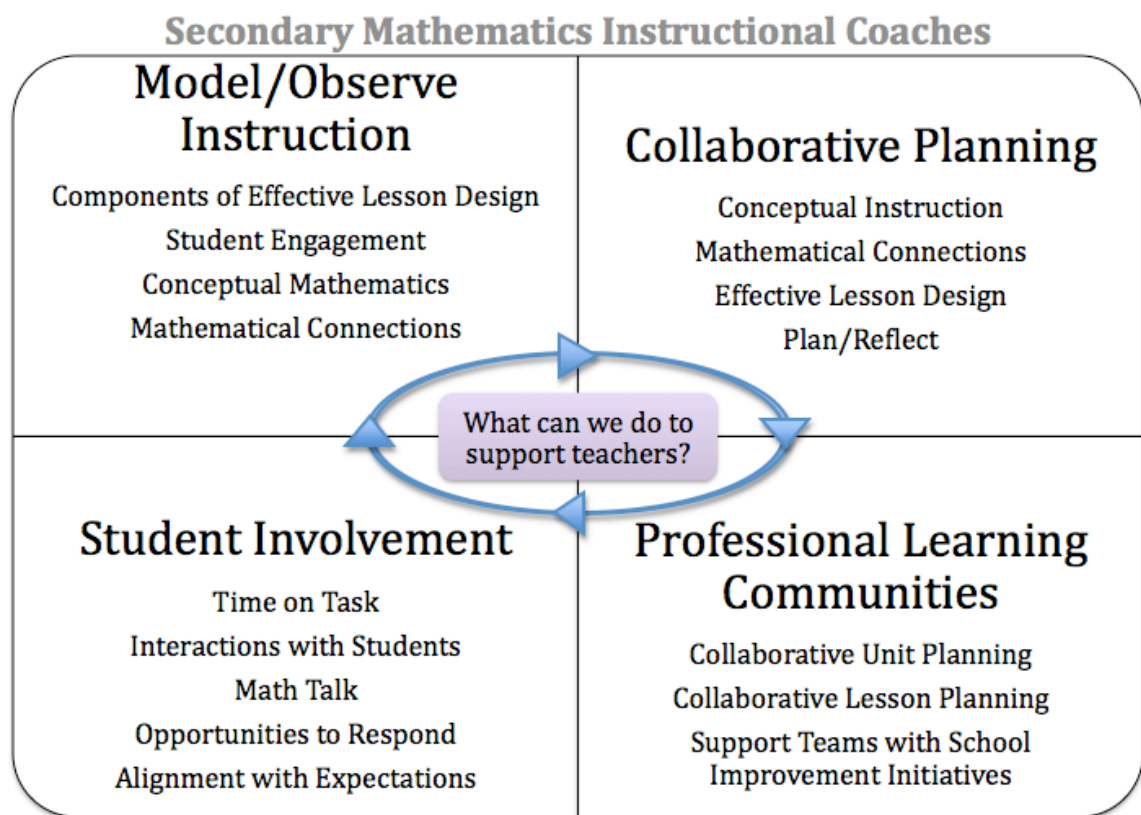 Secondary Mathematics Instructional Coaches
Model/Observe
Instruction
Components of Effective Lesson Design
Student Engagement
Conceptual Mathematics
Mathematical Connections
Collaborative Planning
Conceptual Instruction
Mathematical Connections
Effective Lesson Design
Plan/Reflect
What can we do to
support teachers?
Student Involvement
Time on Task
Interactions with Students
Math Talk
Opportunities to Respond
Alignment with Expectations
Professional Learning
Communities
Collaborative Unit Planning
Collaborative Lesson Planning
Support Teams with School
Improvement Initiatives